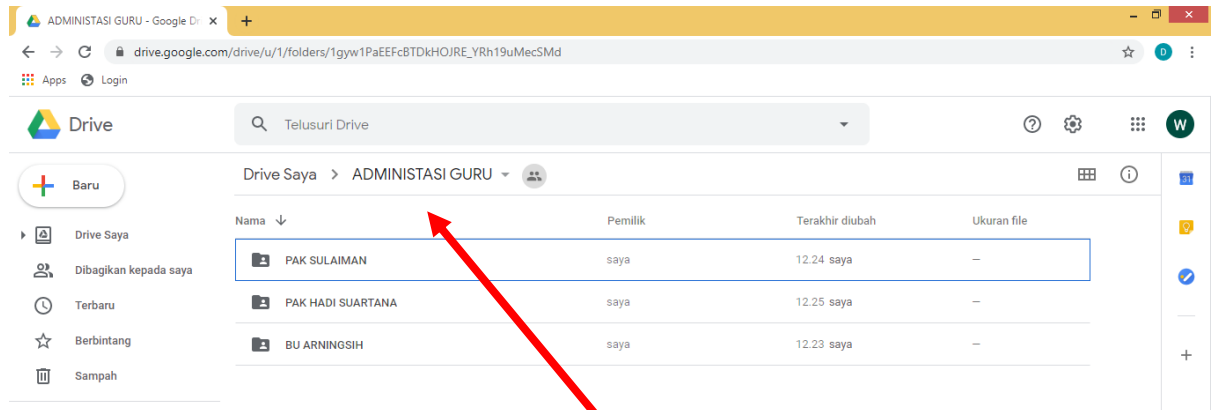 ADMINISTASI GURU - Google Dr
drive.google.com/drive/u/1/folders/1gyw1PaEEFcBTDkHOJRE_YRh19uMecSMd
D
Apps Login
Drive Telusuri Drive W
Baru Drive Saya > ADMINISTASI GURU 31
Nama Pemilik Terakhir diubah Ukuran file
Drive Saya
PAK SULAIMAN saya 12.24 saya —
Dibagikan kepada saya
PAK HADI SUARTANA saya 12.25 saya —
Terbaru
BU ARNINGSIH saya 12.23 saya —
Berbintang
Sampah